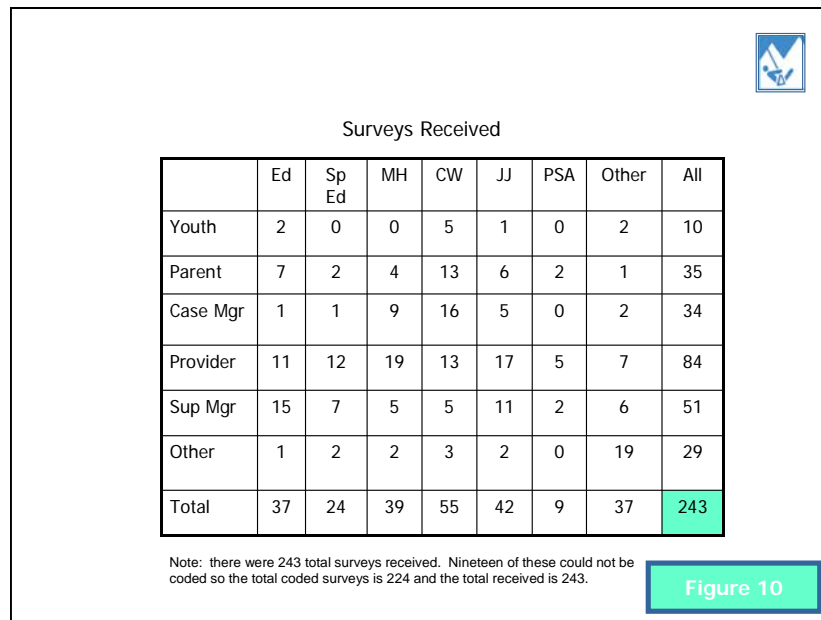 Surveys Received
Ed Sp Ed MH CW JJ PSA Other All
Youth 2 0 0 5 1 0 2 10
Parent 7 2 4 13 6 2 1 35
Case Mgr 1 1 9 16 5 0 2 34
Provider 11 12 19 13 17 5 7 84
Sup Mgr 15 7 5 5 11 2 6 51
Other 1 2 2 3 2 0 19 29
Total 37 24 39 55 42 9 37 243
Note: there were 243 total surveys received. Nineteen of these could not be
coded so the total coded surveys is 224 and the total received is 243.
Figure 10